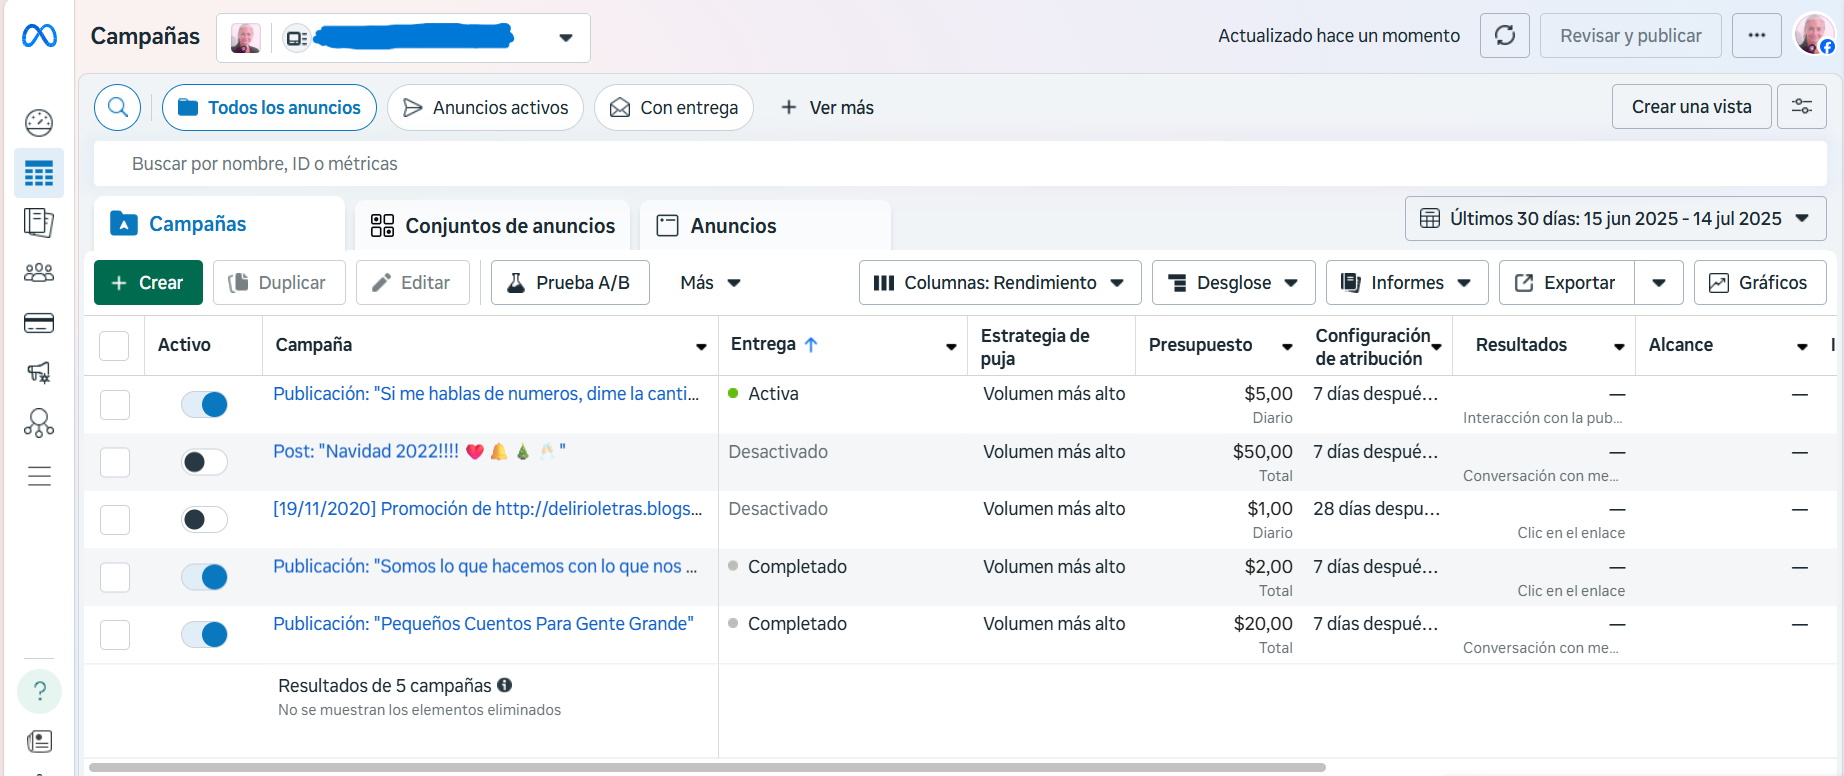 Campañas
Actualizado hace un momento
Revisar y publicar
Todos los anuncios
Anuncios activos
Con entrega
+ Ver más
Crear una vista
Buscar por nombre, ID o métricas
Campañas
Conjuntos de anuncios
Anuncios
Últimos 30 días: 15 jun 2025 - 14 jul 2025
+ Crear
Duplicar
Editar
Prueba A/B
Más
Columnas: Rendimiento
Desglose
Informes
Exportar
Gráficos
Activo
Campaña
Entrega ↑
Estrategia de
puja
Presupuesto
Configuración
de atribución
Resultados
Alcance
Publicación: "Si me hablas de numeros, dime la canti...
Activa
Volumen más alto
$5,00
Diario
7 días despué...
—
Interacción con la pub...
—
Post: "Navidad 2022!!!! ❤️🔔🎄🥂"
Desactivado
Volumen más alto
$50,00
Total
7 días despué...
—
Conversación con me...
—
[19/11/2020] Promoción de http://delirioletras.blogs...
Desactivado
Volumen más alto
$1,00
Diario
28 días despu...
—
Clic en el enlace
—
Publicación: "Somos lo que hacemos con lo que nos ...
Completado
Volumen más alto
$2,00
Total
7 días despué...
—
Clic en el enlace
—
Publicación: "Pequeños Cuentos Para Gente Grande"
Completado
Volumen más alto
$20,00
Total
7 días despué...
—
Conversación con me...
—
Resultados de 5 campañas
No se muestran los elementos eliminados
?